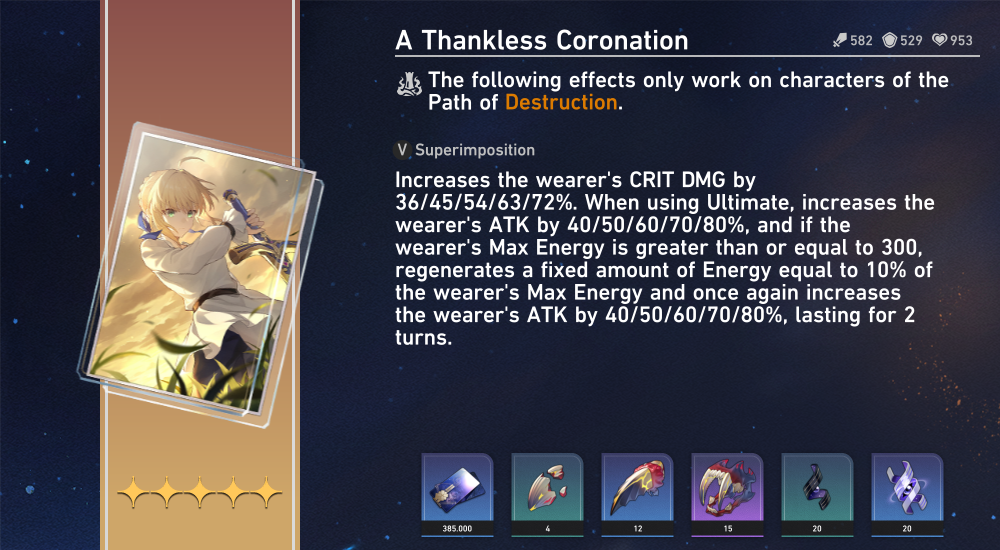 A Thankless Coronation
582 529 953
The following effects only work on characters of the
Path of Destruction.
V Superimposition
Increases the wearer's CRIT DMG by
36/45/54/63/72%. When using Ultimate, increases the
wearer's ATK by 40/50/60/70/80%, and if the
wearer's Max Energy is greater than or equal to 300,
regenerates a fixed amount of Energy equal to 10% of
the wearer's Max Energy and once again increases
the wearer's ATK by 40/50/60/70/80%, lasting for 2
turns.
385.000 4 12 15 20 20